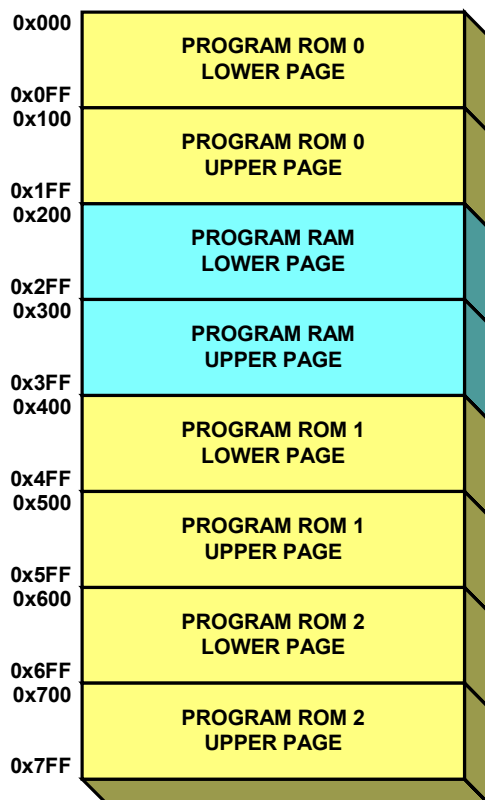 0x000
PROGRAM ROM 0
LOWER PAGE
0x0FF
0x100
PROGRAM ROM 0
UPPER PAGE
0x1FF
0x200
PROGRAM RAM
LOWER PAGE
0x2FF
0x300
PROGRAM RAM
UPPER PAGE
0x3FF
0x400
PROGRAM ROM 1
LOWER PAGE
0x4FF
0x500
PROGRAM ROM 1
UPPER PAGE
0x5FF
0x600
PROGRAM ROM 2
LOWER PAGE
0x6FF
0x700
PROGRAM ROM 2
UPPER PAGE
0x7FF